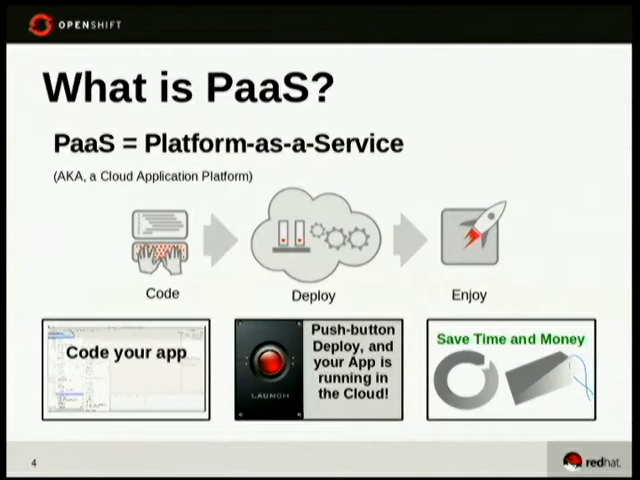 OPENSHIFT
What is PaaS?
PaaS = Platform-as-a-Service
(AKA, a Cloud Application Platform)
Code
Deploy
Enjoy
Code your app
LAUNCH
Push-button
Deploy, and
your App is
running in
the Cloud!
Save Time and Money
4
redhat